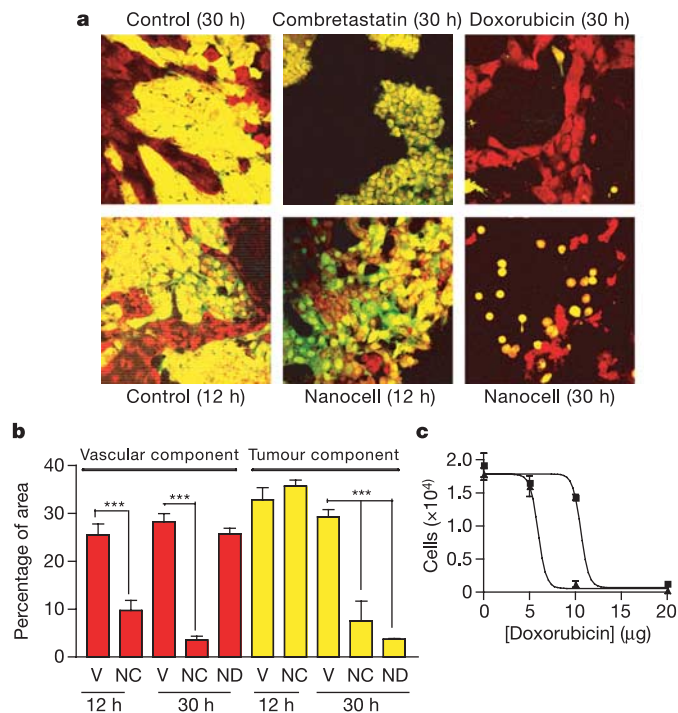 a
Control (30 h) Combretastatin (30 h) Doxorubicin (30 h)
Control (12 h) Nanocell (12 h) Nanocell (30 h)
b
Vascular component Tumour component
Percentage of area
40
30
20
10
0
*** *** ***
V NC V NC ND V NC V NC ND
12 h 30 h 12 h 30 h
c
Cells (×10⁴)
2.0
1.5
1.0
0.5
0
0 5 10 15 20
[Doxorubicin] (μg)